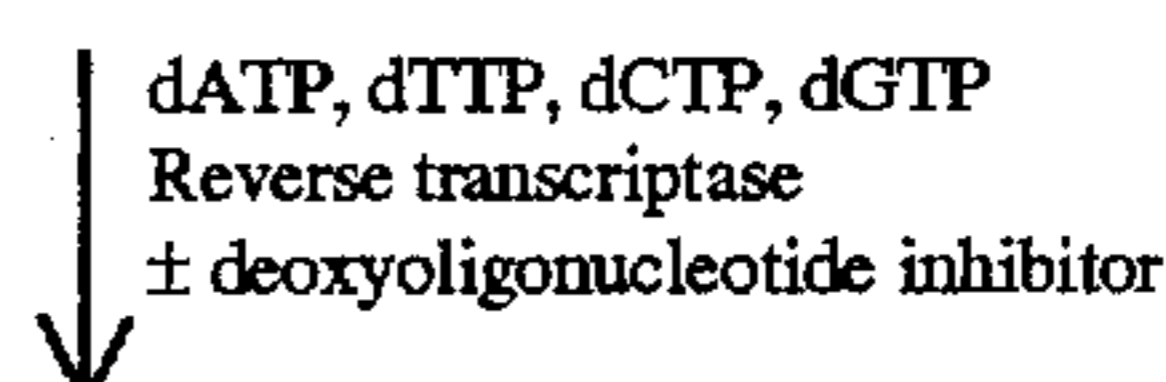 dATP, dTTP, dCTP, dGTP
Reverse transcriptase
± deoxyoligonucleotide inhibitor